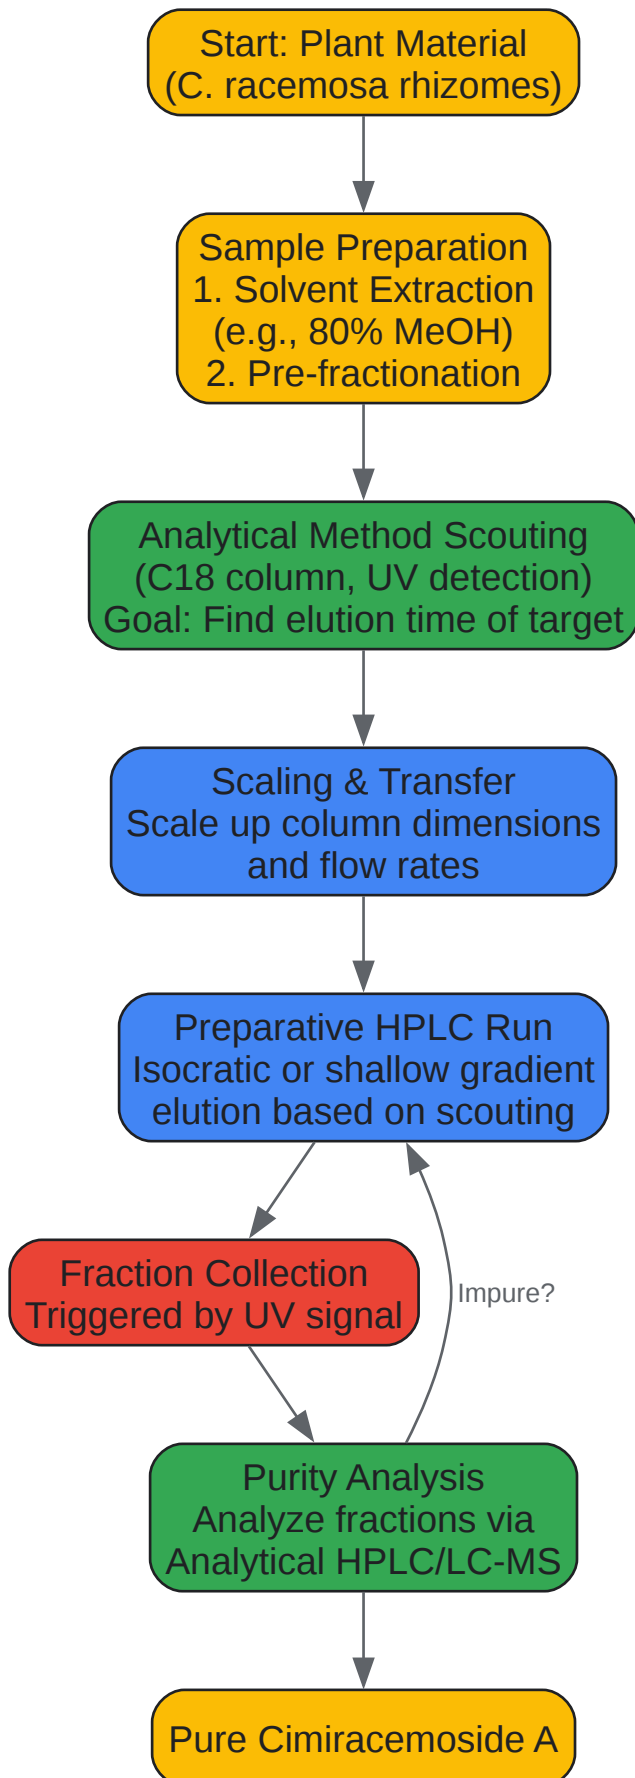 Start: Plant Material
(C. racemosa rhizomes)
Sample Preparation
1. Solvent Extraction
(e.g., 80% MeOH)
2. Pre-fractionation
Analytical Method Scouting
(C18 column, UV detection)
Goal: Find elution time of target
Scaling & Transfer
Scale up column dimensions
and flow rates
Preparative HPLC Run
Isocratic or shallow gradient
elution based on scouting
Fraction Collection
Triggered by UV signal
Impure?
Purity Analysis
Analyze fractions via
Analytical HPLC/LC-MS
Pure Cimiracemoside A